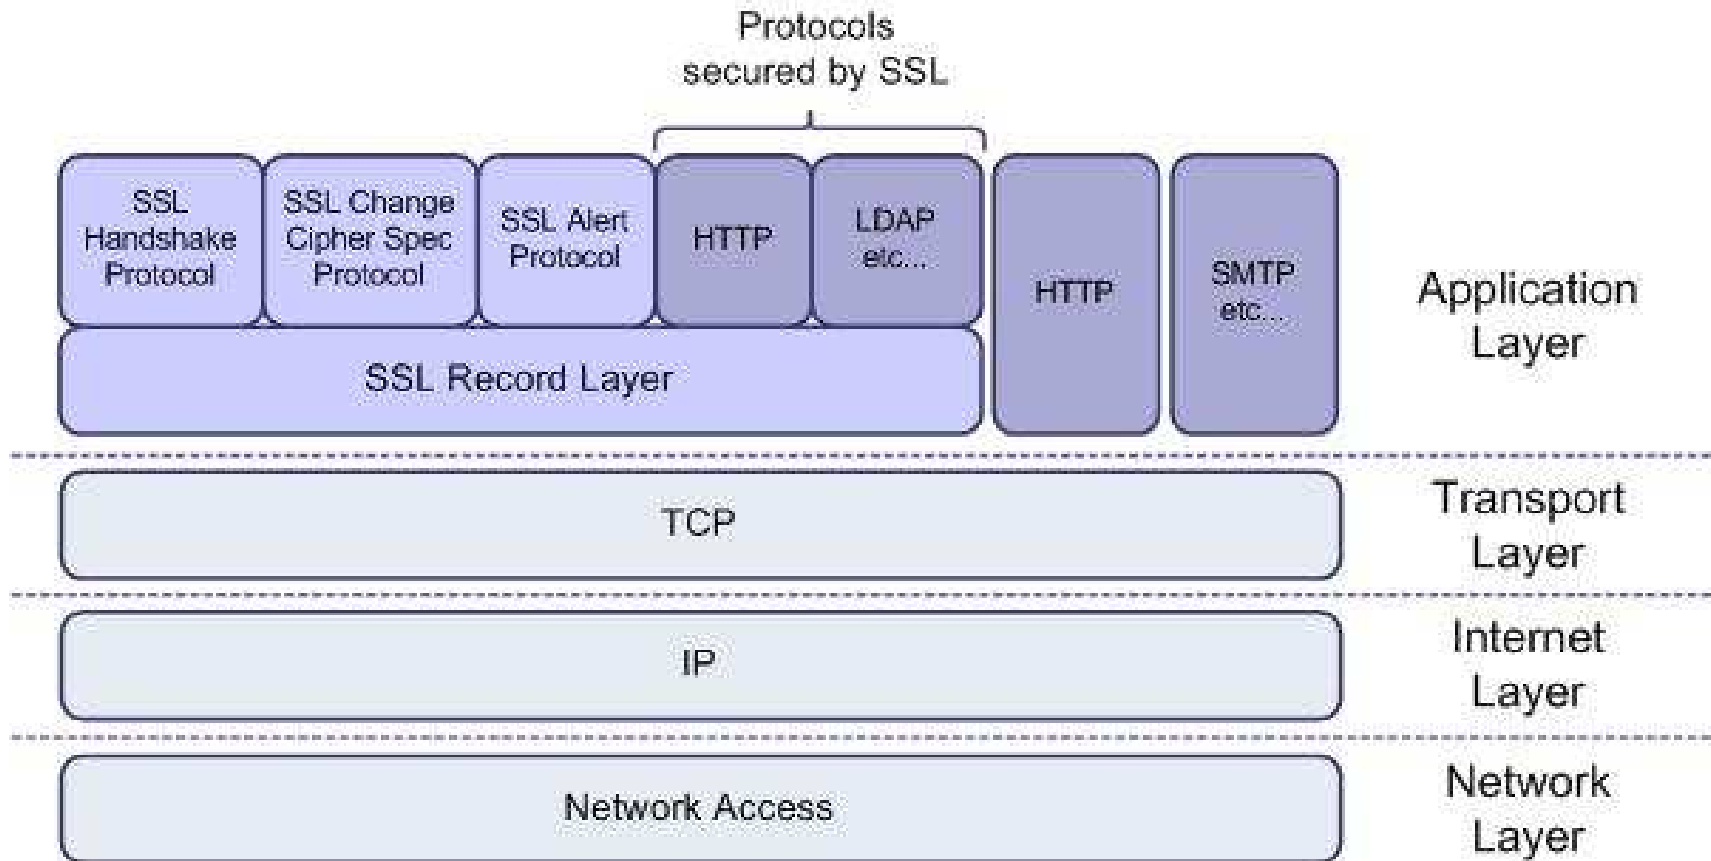 Protocols
secured by SSL
SSL
Handshake
Protocol
SSL Change
Cipher Spec
Protocol
SSL Alert
Protocol
HTTP
LDAP
etc...
HTTP
SMTP
etc...
Application
Layer
SSL Record Layer
TCP
Transport
Layer
IP
Internet
Layer
Network Access
Network
Layer